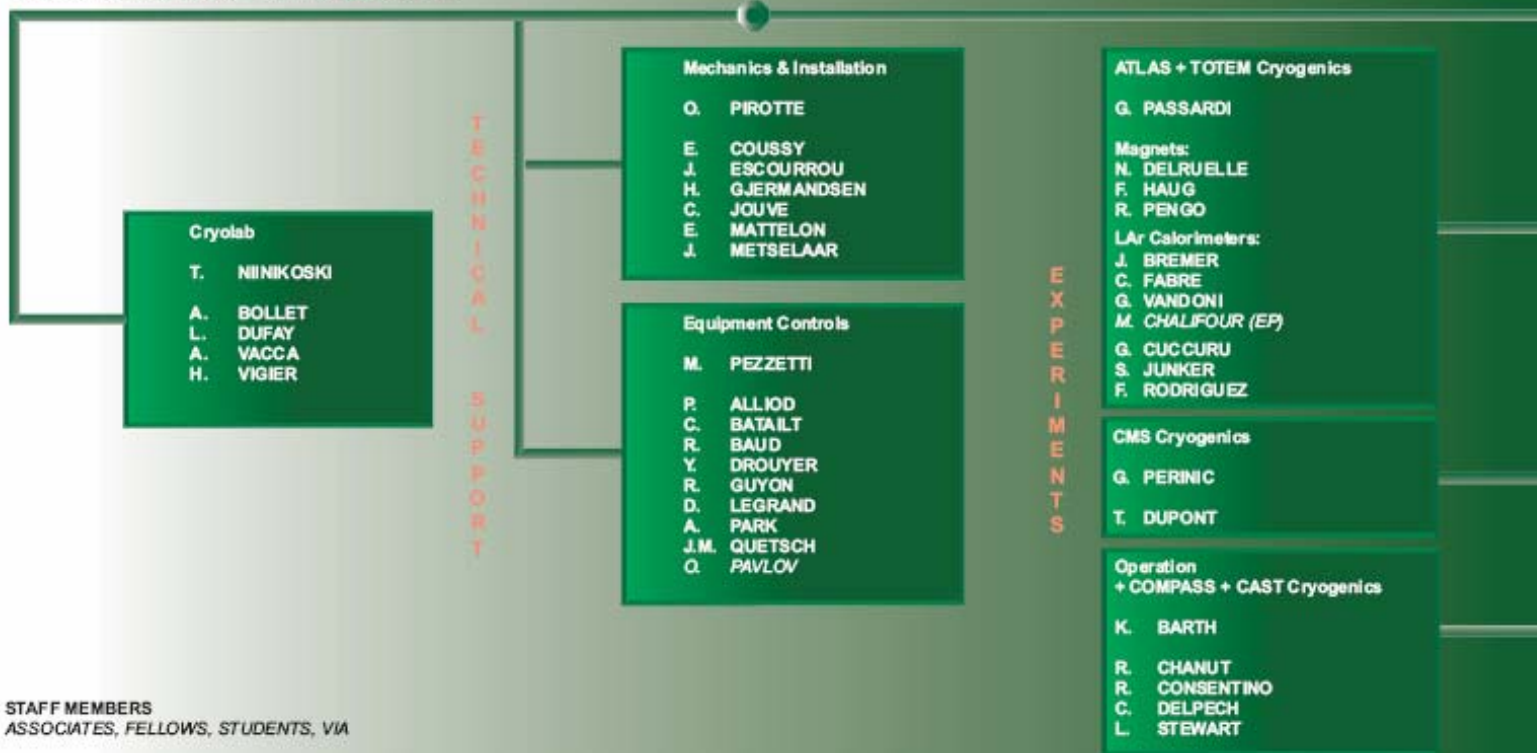 Cryolab
T. NIINIKOSKI
A. BOLLET
L. DUFAY
A. VACCA
H. VIGIER
TECHNICAL SUPPORT
Mechanics & Installation
O. PIROTTE
E. COUSSY
J. ESCOURROU
H. GJERMANDSEN
C. JOUVE
E. MATTELON
J. METSELAAR
Equipment Controls
M. PEZZETTI
P. ALLIOD
C. BATAILT
R. BAUD
Y. DROUYER
R. GUYON
D. LEGRAND
A. PARK
J.M. QUETSCH
O. PAVLOV
EXPERIMENTS
ATLAS + TOTEM Cryogenics
G. PASSARDI
Magnets:
N. DELRUELLE
F. HAUG
R. PENGO
LAr Calorimeters:
J. BREMER
C. FABRE
G. VANDONI
M. CHALIFOUR (EP)
G. CUCCURU
S. JUNKER
F. RODRIGUEZ
CMS Cryogenics
G. PERINIC
T. DUPONT
Operation
+ COMPASS + CAST Cryogenics
K. BARTH
R. CHANUT
R. CONSENTINO
C. DELPECH
L. STEWART
STAFF MEMBERS
ASSOCIATES, FELLOWS, STUDENTS, VIA